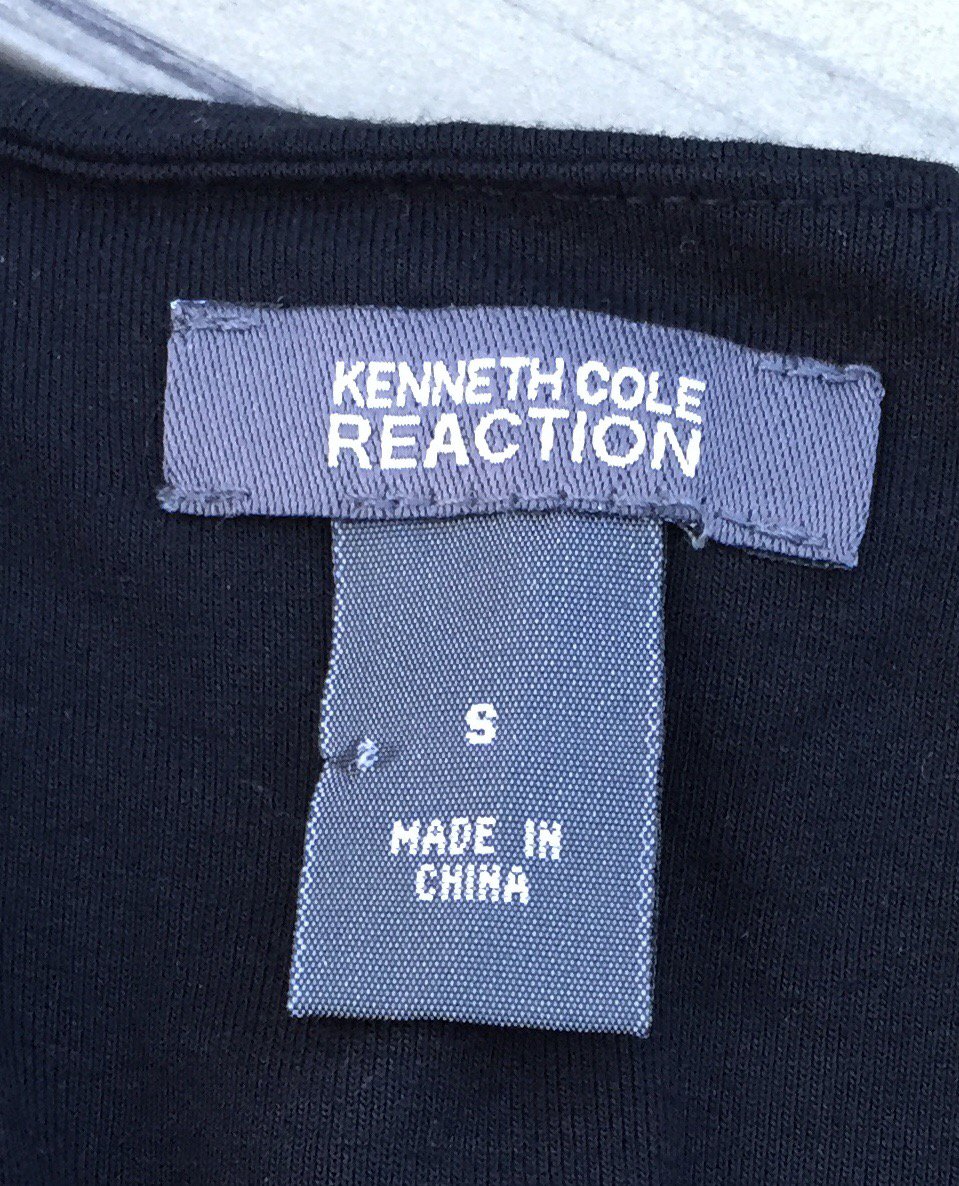 KENNETH COLE
REACTION
S
MADE IN
CHINA